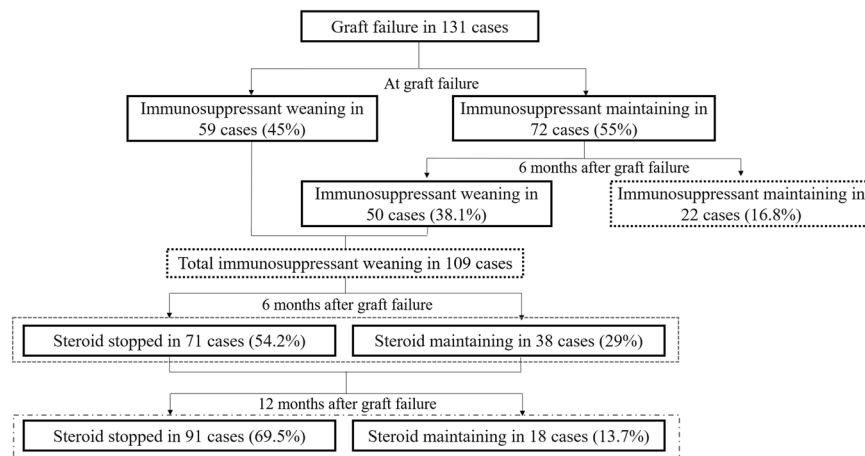 Graft failure in 131 cases
At graft failure
Immunosuppressant weaning in
59 cases (45%)
Immunosuppressant maintaining in
72 cases (55%)
6 months after graft failure
Immunosuppressant weaning in
50 cases (38.1%)
Immunosuppressant maintaining in
22 cases (16.8%)
Total immunosuppressant weaning in 109 cases
6 months after graft failure
Steroid stopped in 71 cases (54.2%)
Steroid maintaining in 38 cases (29%)
12 months after graft failure
Steroid stopped in 91 cases (69.5%)
Steroid maintaining in 18 cases (13.7%)